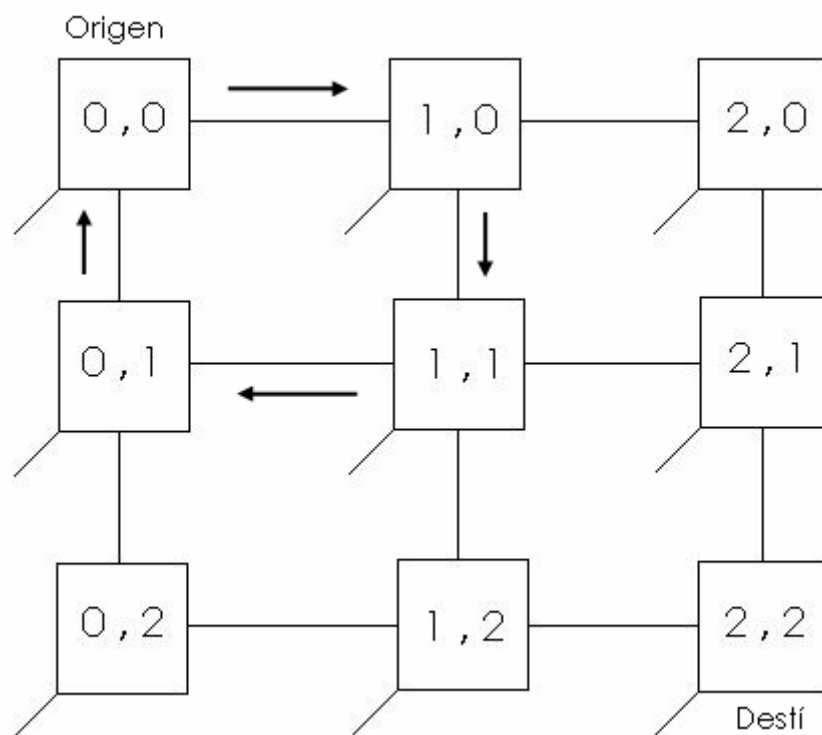 Origen
0 , 0
1 , 0
2 , 0
0 , 1
1 , 1
2 , 1
0 , 2
1 , 2
2 , 2
Destí